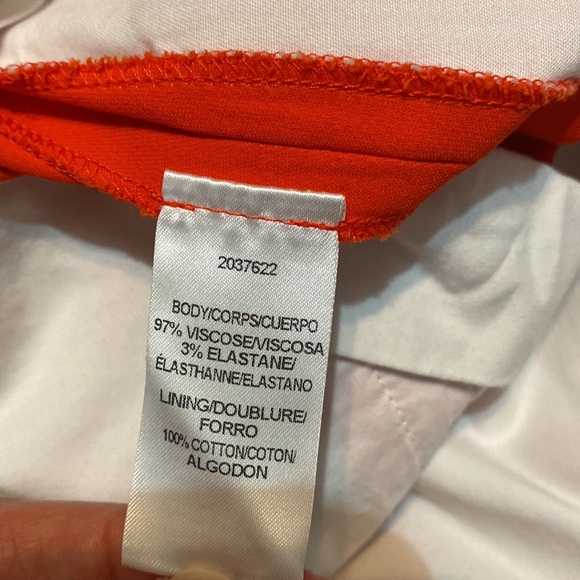 2037622
BODY/CORPS/CUERPO
97% VISCOSE/VISCOSA
3% ELASTANE/
ÉLASTHANNE/ELASTANO
LINING/DOUBLURE/
FORRO
100% COTTON/COTON/
ALGODON